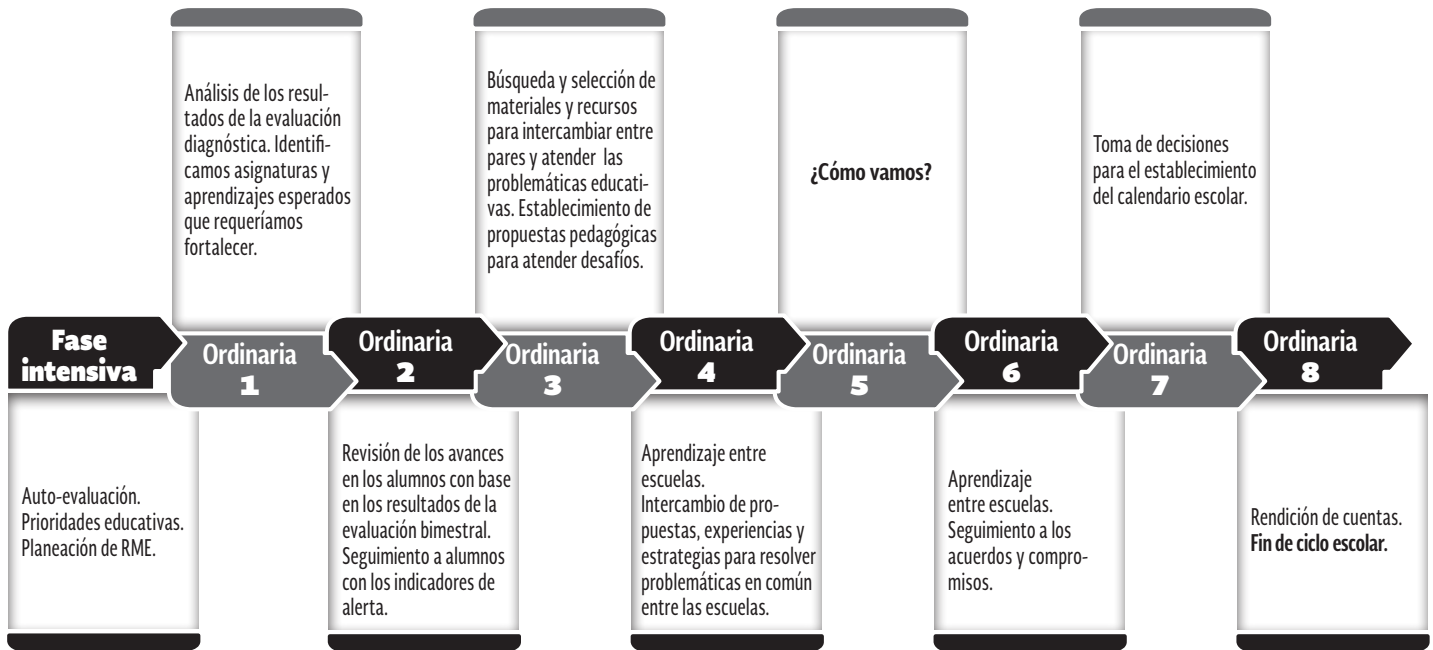 Análisis de los resul-
tados de la evaluación
diagnóstica. Identifi-
camos asignaturas y
aprendizajes esperados
que requeríamos
fortalecer.
Búsqueda y selección de
materiales y recursos
para intercambiar entre
pares y atender las
problemáticas educati-
vas. Establecimiento de
propuestas pedagógicas
para atender desafíos.
¿Cómo vamos?
Toma de decisiones
para el establecimiento
del calendario escolar.
Fase
intensiva
Ordinaria
1
Ordinaria
2
Ordinaria
3
Ordinaria
4
Ordinaria
5
Ordinaria
6
Ordinaria
7
Ordinaria
8
Auto-evaluación.
Prioridades educativas.
Planeación de RME.
Revisión de los avances
en los alumnos con base
en los resultados de la
evaluación bimestral.
Seguimiento a alumnos
con los indicadores de
alerta.
Aprendizaje entre
escuelas.
Intercambio de pro-
puestas, experiencias y
estrategias para resolver
problemáticas en común
entre las escuelas.
Aprendizaje
entre escuelas.
Seguimiento a los
acuerdos y compro-
misos.
Rendición de cuentas.
Fin de ciclo escolar.